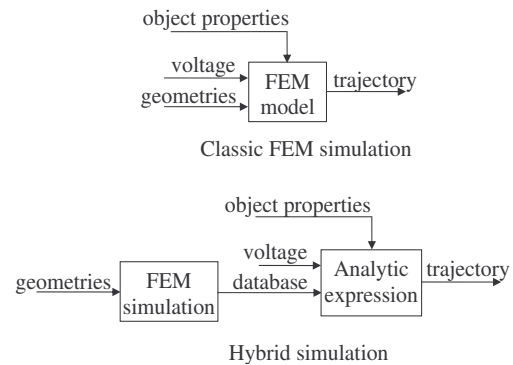 object properties
voltage
geometries
FEM
model
trajectory
Classic FEM simulation
object properties
voltage
geometries
FEM
simulation
database
Analytic
expression
trajectory
Hybrid simulation